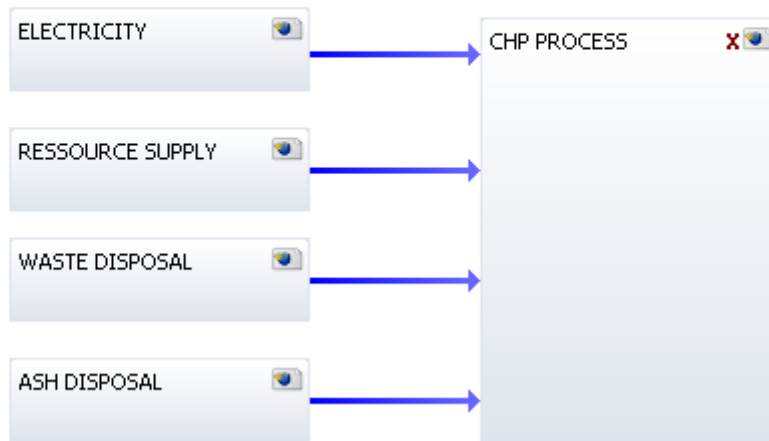 ELECTRICITY
RESSOURCE SUPPLY
WASTE DISPOSAL
ASH DISPOSAL
CHP PROCESS X